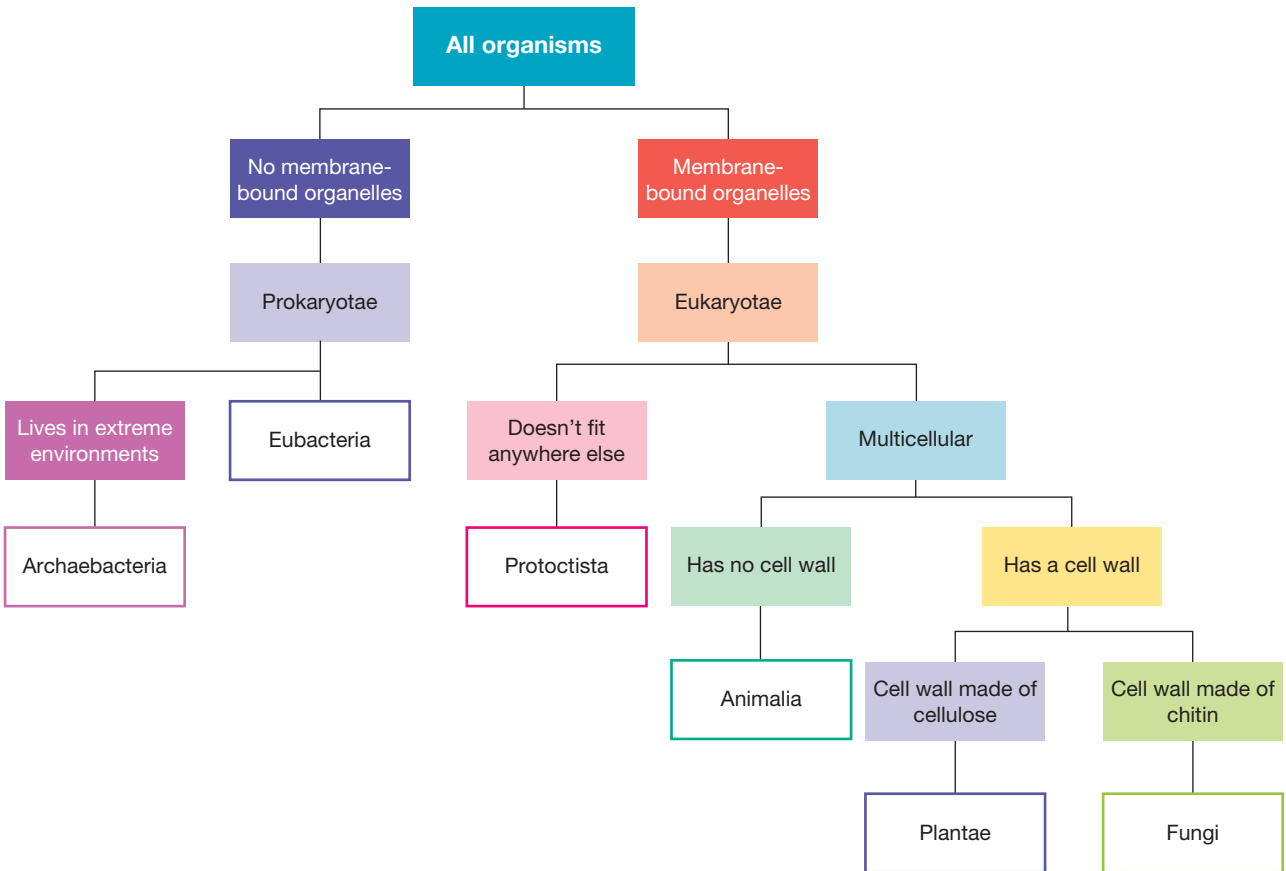 All organisms
No membrane-
bound organelles
Membrane-
bound organelles
Prokaryotae
Eukaryotae
Lives in extreme
environments
Eubacteria
Doesn't fit
anywhere else
Multicellular
Archaebacteria
Protoctista
Has no cell wall
Has a cell wall
Animalia
Cell wall made of
cellulose
Cell wall made of
chitin
Plantae
Fungi